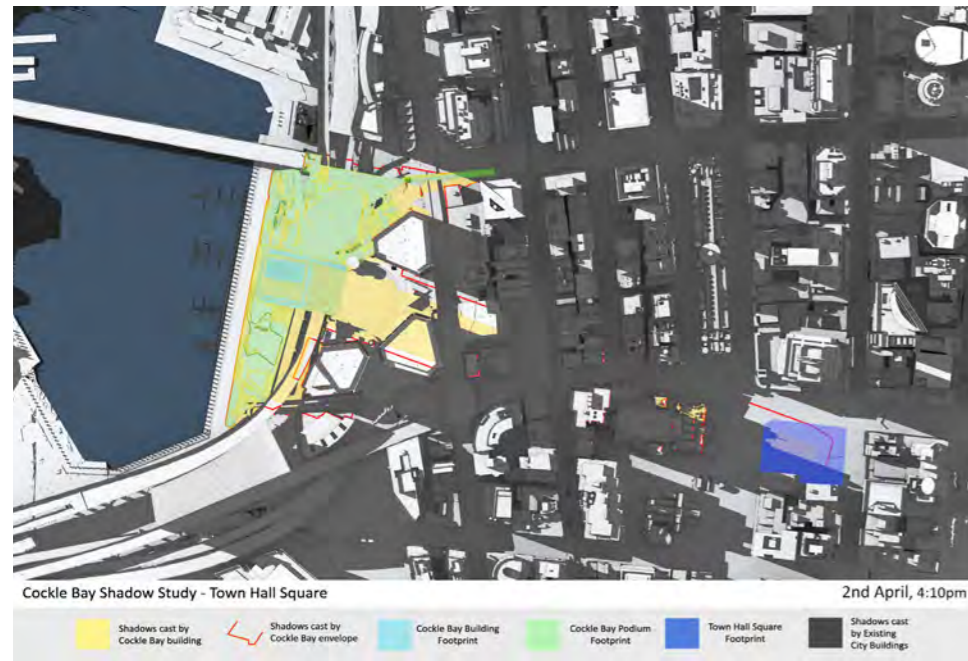 Cockle Bay Shadow Study - Town Hall Square
2nd April, 4:10pm
Shadows cast by
Cockle Bay building
Shadows cast by
Cockle Bay envelope
Cockle Bay Building
Footprint
Cockle Bay Podium
Footprint
Town Hall Square
Footprint
Shadows cast
by Existing
City Buildings